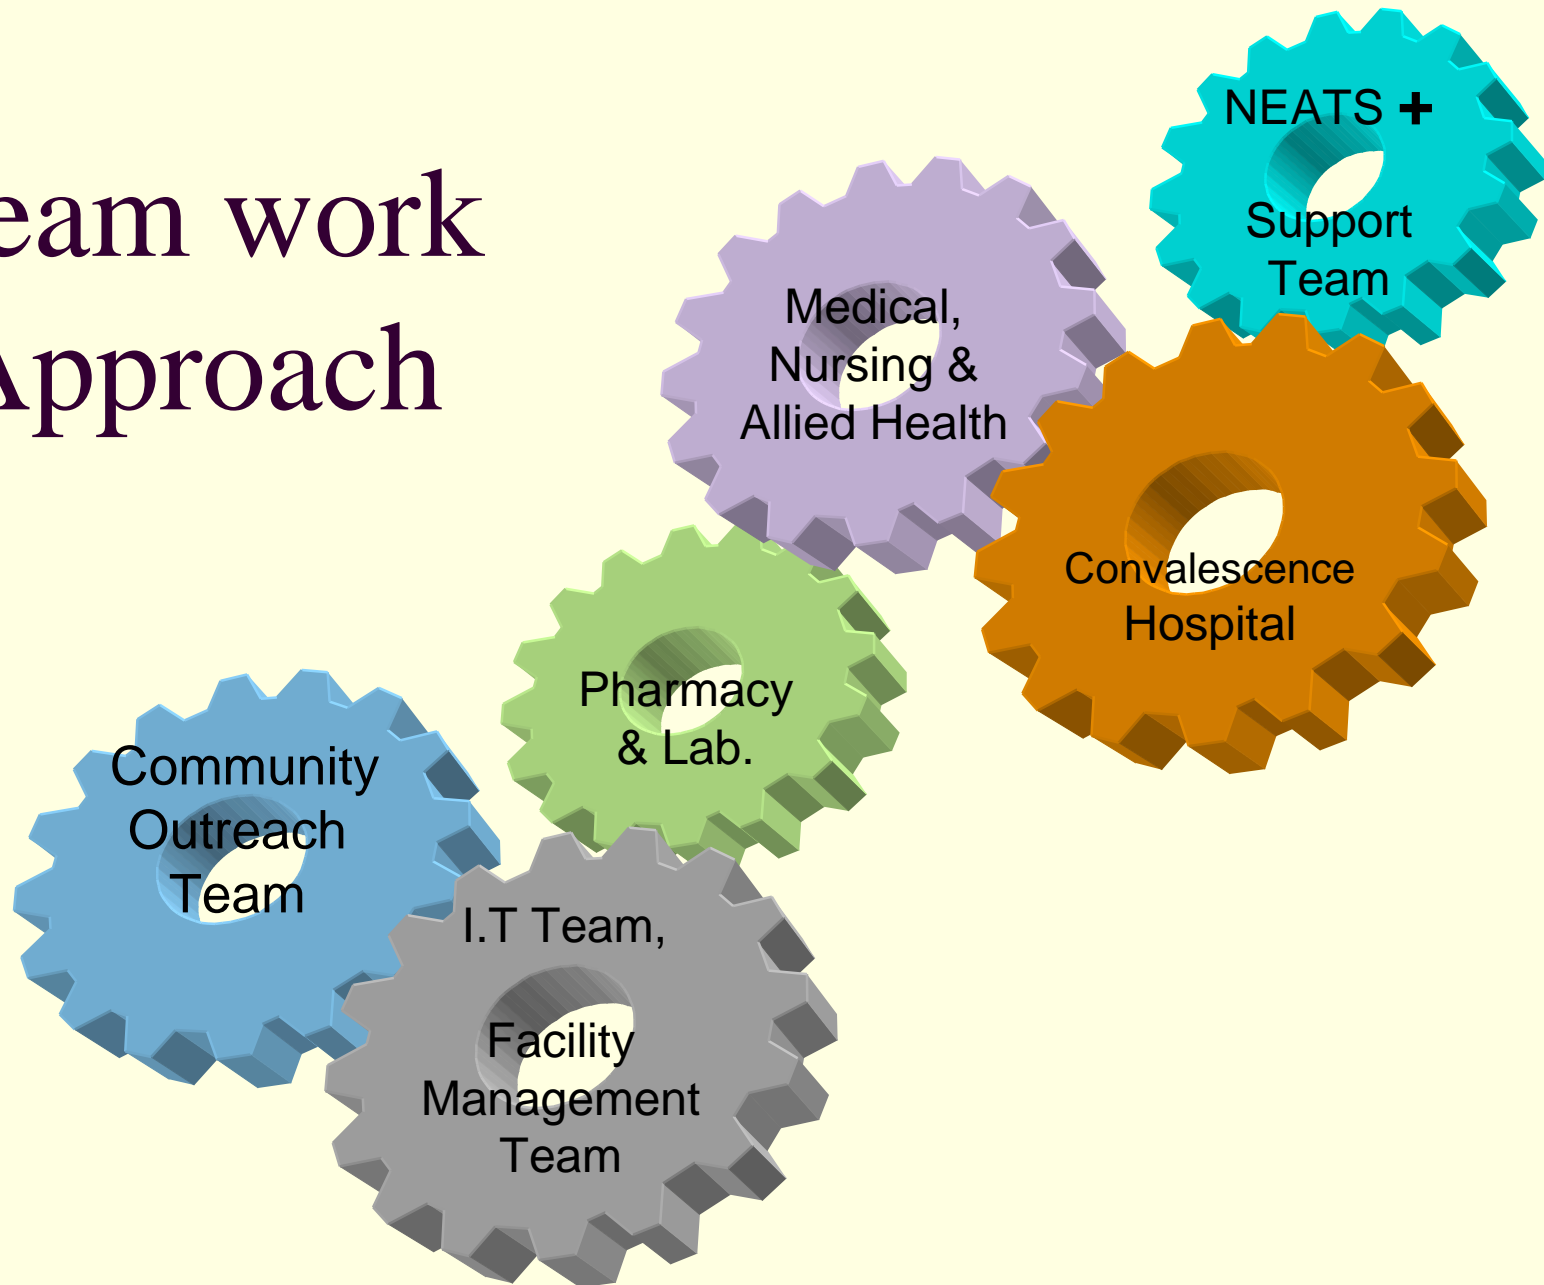 eam work
Approach
NEATS +
Support
Team
Medical,
Nursing &
Allied Health
Convalescence
Hospital
Pharmacy
& Lab.
Community
Outreach
Team
I.T Team,
Facility
Management
Team